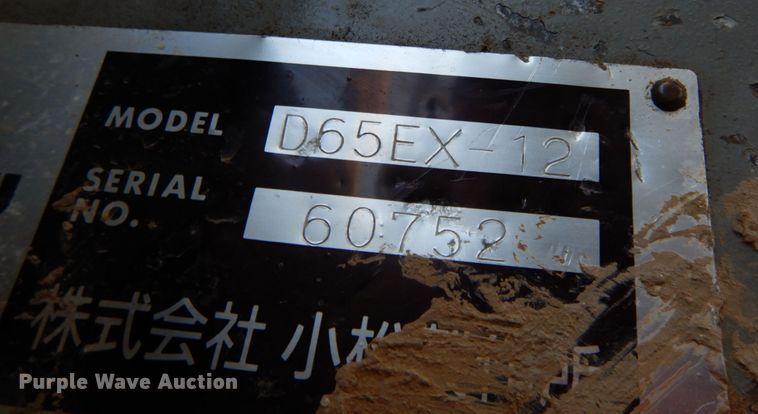 MODEL D65EX-12
SERIAL
NO. 60752
株式会社 小松
Purple Wave Auction